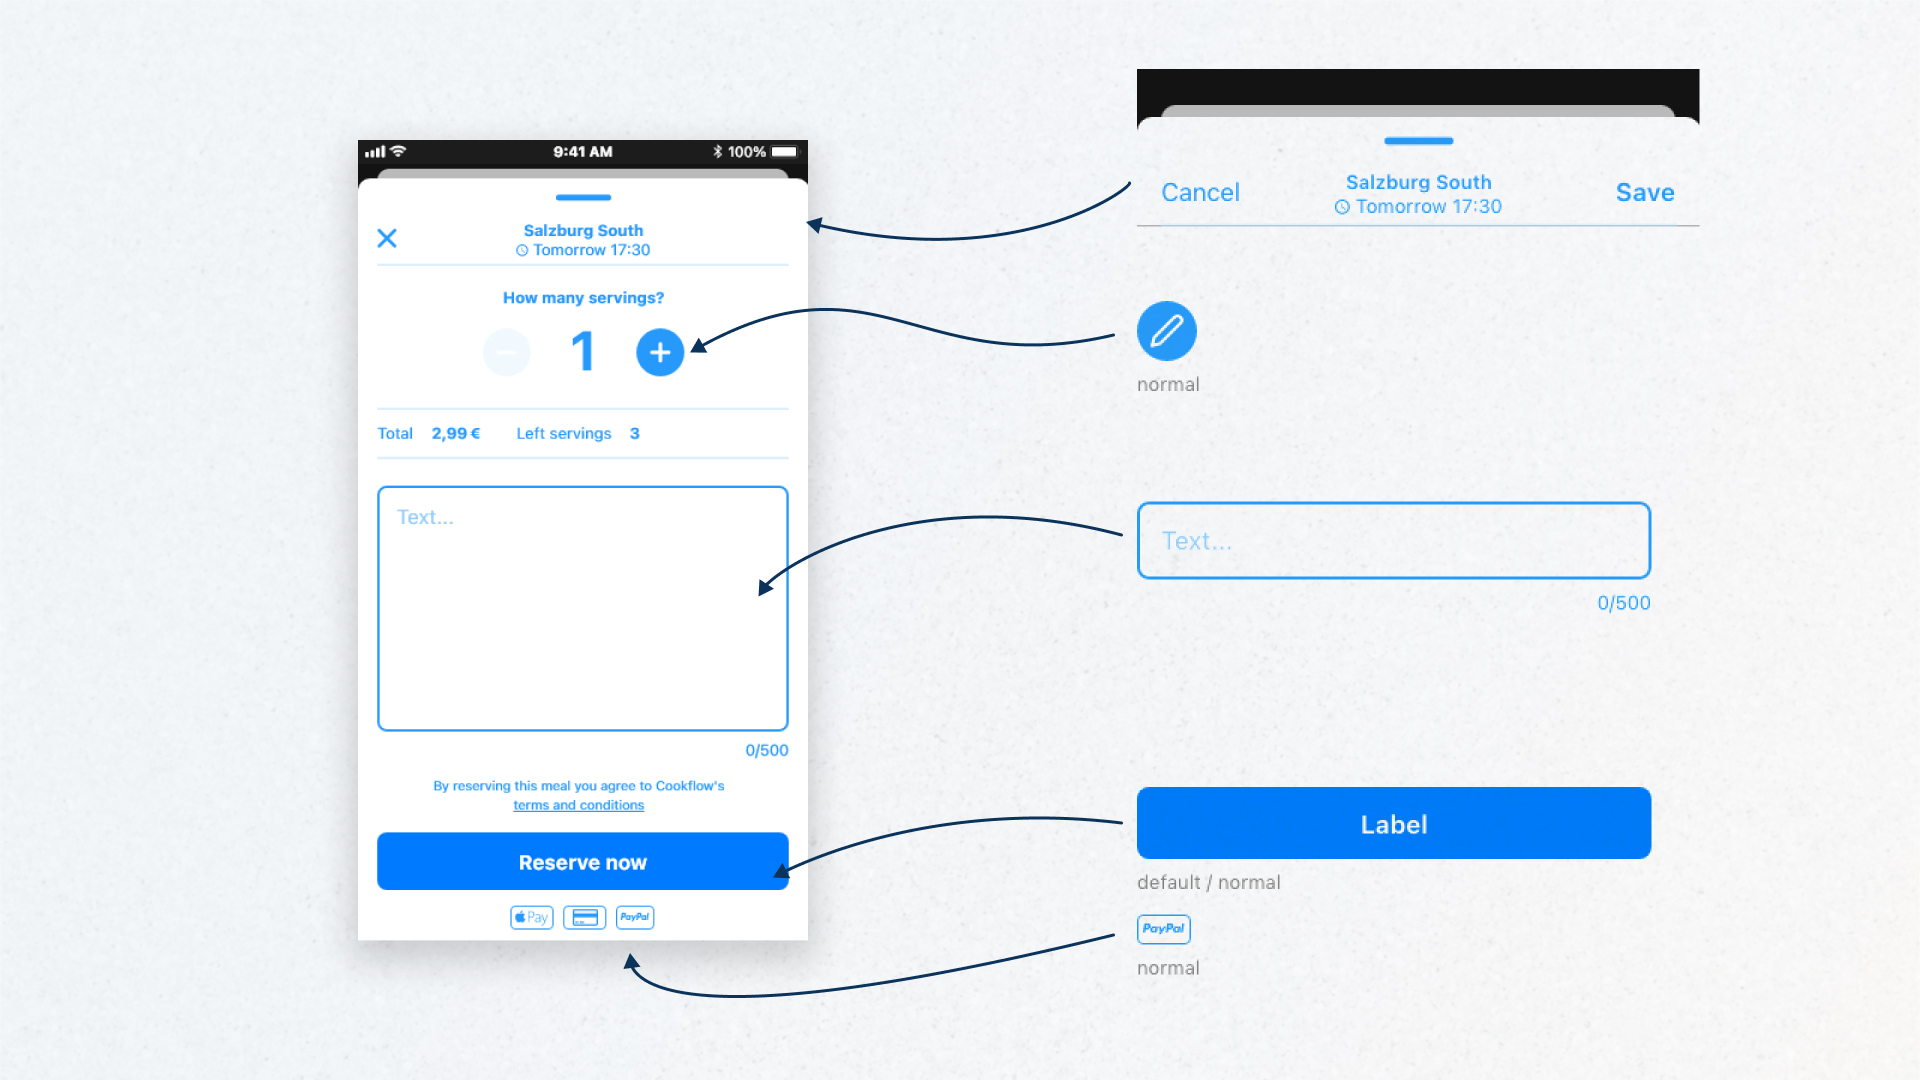 9:41 AM
100%
Salzburg South
Tomorrow 17:30
How many servings?
1
Total 2,99 € Left servings 3
Text...
0/500
By reserving this meal you agree to Cookflow's
terms and conditions
Reserve now
Pay PayPal
Cancel Salzburg South Save
Tomorrow 17:30
normal
Text...
0/500
Label
default / normal
PayPal
normal